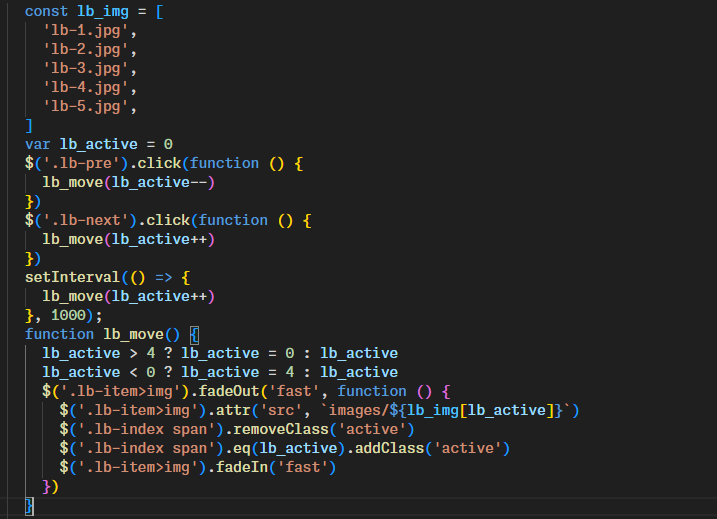 const lb_img = [
'lb-1.jpg',
'lb-2.jpg',
'lb-3.jpg',
'lb-4.jpg',
'lb-5.jpg',
]
var lb_active = 0
$('.lb-pre').click(function () {
lb_move(lb_active--)
})
$('.lb-next').click(function () {
lb_move(lb_active++)
})
setInterval(() => {
lb_move(lb_active++)
}, 1000);
function lb_move() {
lb_active > 4 ? lb_active = 0 : lb_active
lb_active < 0 ? lb_active = 4 : lb_active
$('.lb-item>img').fadeOut('fast', function () {
$('.lb-item>img').attr('src', `images/${lb_img[lb_active]}`)
$('.lb-index span').removeClass('active')
$('.lb-index span').eq(lb_active).addClass('active')
$('.lb-item>img').fadeIn('fast')
})
}